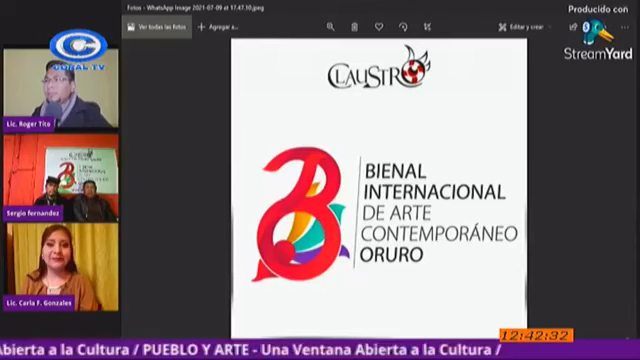 Fotos - WhatsApp Image 2021-07-09 at 17.47.10.jpeg
Ver todas las fotos
Agregar a...
Editar y crear
Producido con
StreamYard
CORAL TV
Lic. Roger Tito
Sergio fernandez
Lic. Carla F. Gonzales
CLAUSTRO
BIENAL
INTERNACIONAL
DE ARTE
CONTEMPORÁNEO
ORURO
12:42:32
Abierta a la Cultura / PUEBLO Y ARTE - Una Ventana Abierta a la Cultura /